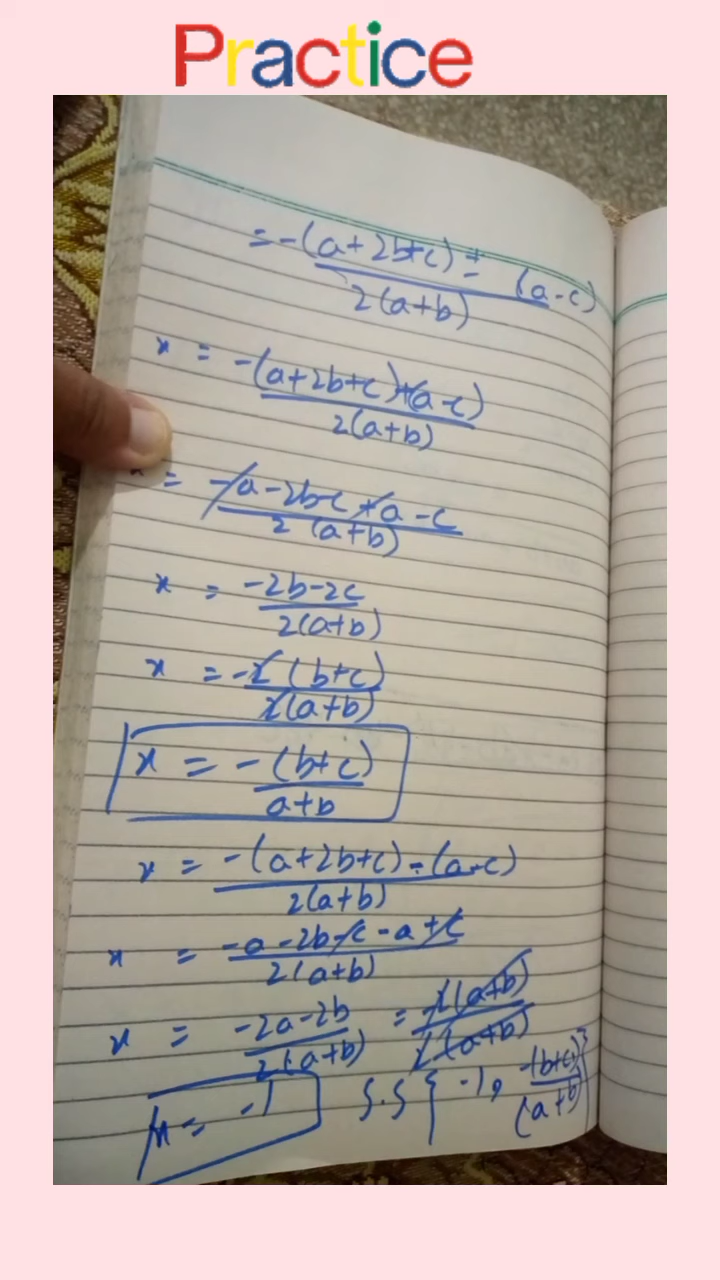 Practice
= -(a+2b+c) ± (a-c) / 2(a+b)
x = -(a+2b+c)+(a-c) / 2(a+b)
x = -a-2b-c+a-c / 2(a+b)
x = -2b-2c / 2(a+b)
x = -2(b+c) / 2(a+b)
x = -(b+c) / a+b
x = -(a+2b+c)-(a-c) / 2(a+b)
x = -a-2b-c-a+c / 2(a+b)
x = -2a-2b / 2(a+b) = -2(a+b) / 2(a+b)
x = -1 S.S { -1, -(b+c) / (a+b) }